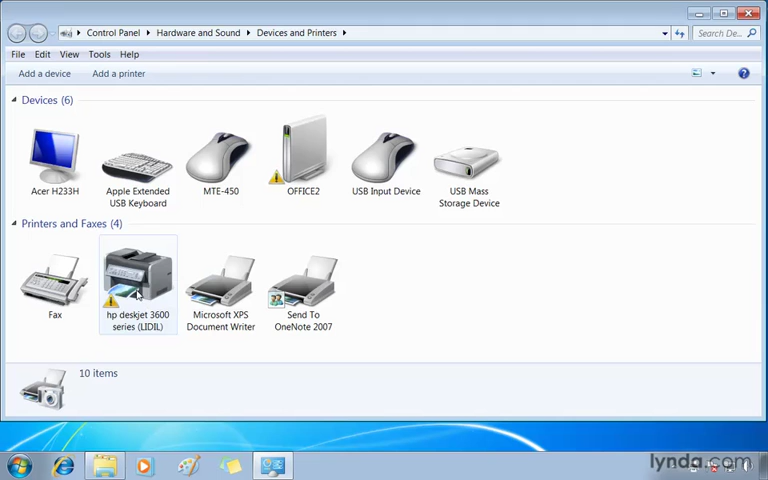 Control Panel
Hardware and Sound
Devices and Printers
Search De...
File Edit View Tools Help
Add a device
Add a printer
Devices (6)
Acer H233H
Apple Extended
USB Keyboard
MTE-450
OFFICE2
USB Input Device
USB Mass
Storage Device
Printers and Faxes (4)
Fax
hp deskjet 3600
series (LIDIL)
Microsoft XPS
Document Writer
Send To
OneNote 2007
10 items
lynda.com